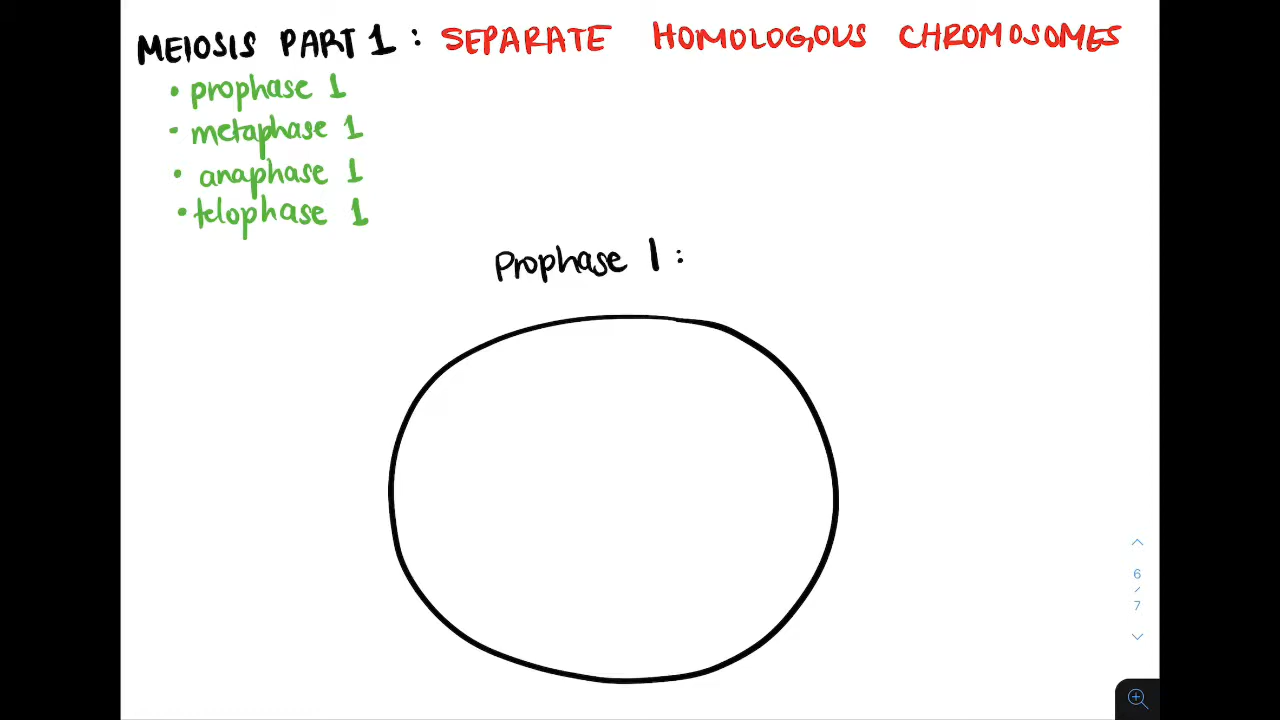 MEIOSIS PART 1 : SEPARATE HOMOLOGOUS CHROMOSOMES
• prophase 1
• metaphase 1
• anaphase 1
• telophase 1
Prophase 1 :
6
/
7